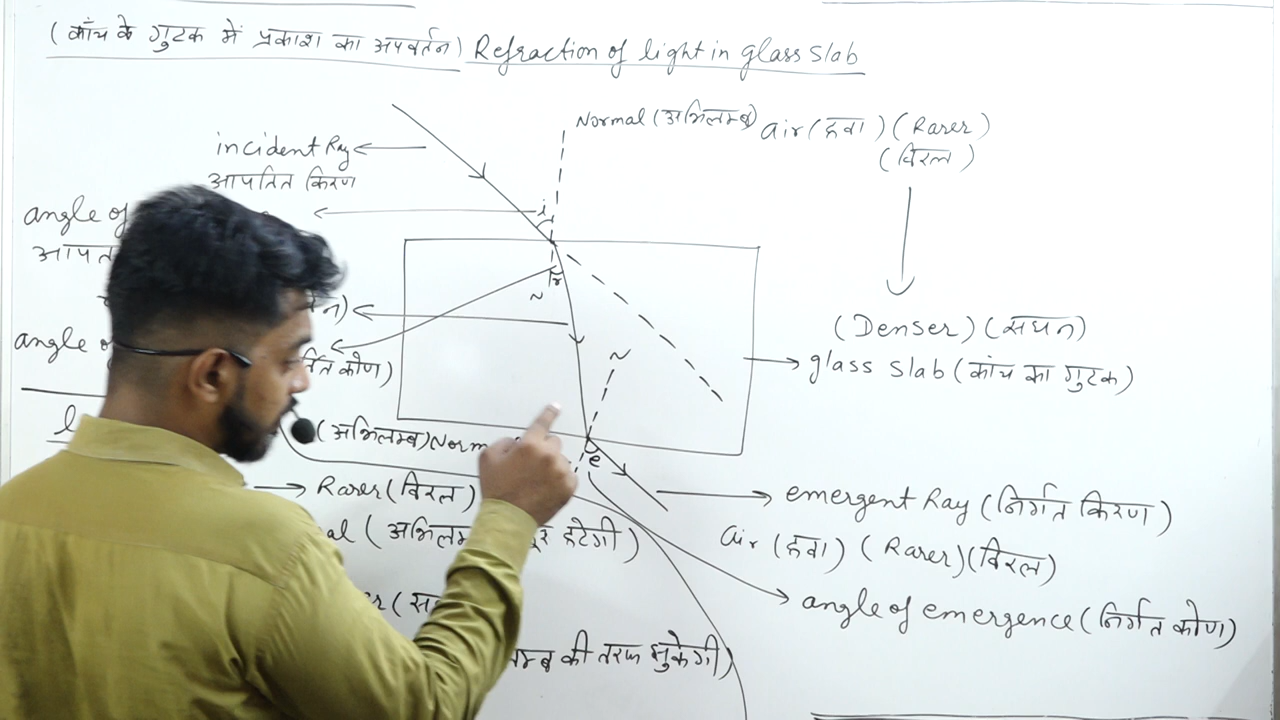 (काँच के गुटके में प्रकाश का अपवर्तन) Refraction of light in glass slab
Normal (अभिलम्ब)
air (हवा) (Rarer)
(विरल)
incident Ray
आपतित किरण
angle of
i
r
(Denser) (सघन)
glass slab (कांच का गुटका)
angle of
कोण)
(अभिलम्ब) Norm
e
Rarer (विरल)
emergent Ray (निर्गत किरण)
al (अभिलम्ब हटेगी)
air (हवा) (Rarer) (विरल)
angle of emergence (निर्गत कोण)
की तरफ झुकेगी)